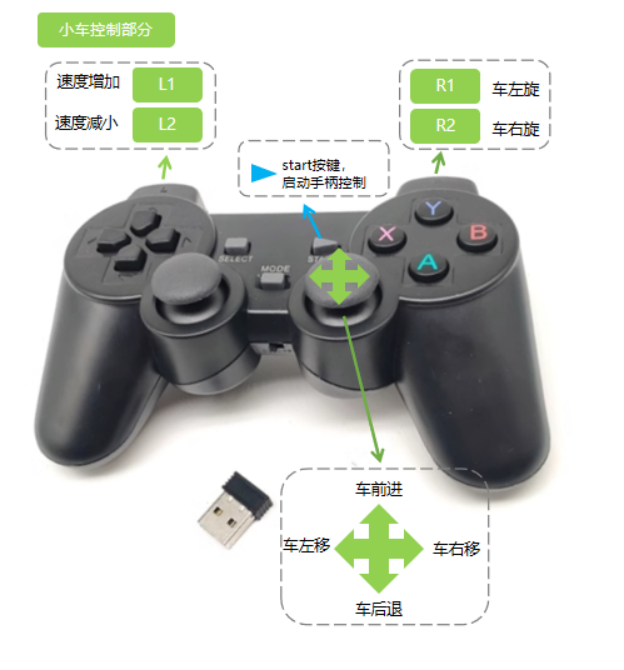 小车控制部分
速度增加 L1
速度减小 L2
R1 车左旋
R2 车右旋
start按键,
启动手柄控制
Y
X B
A
SELECT
MODE
车前进
车左移 车右移
车后退